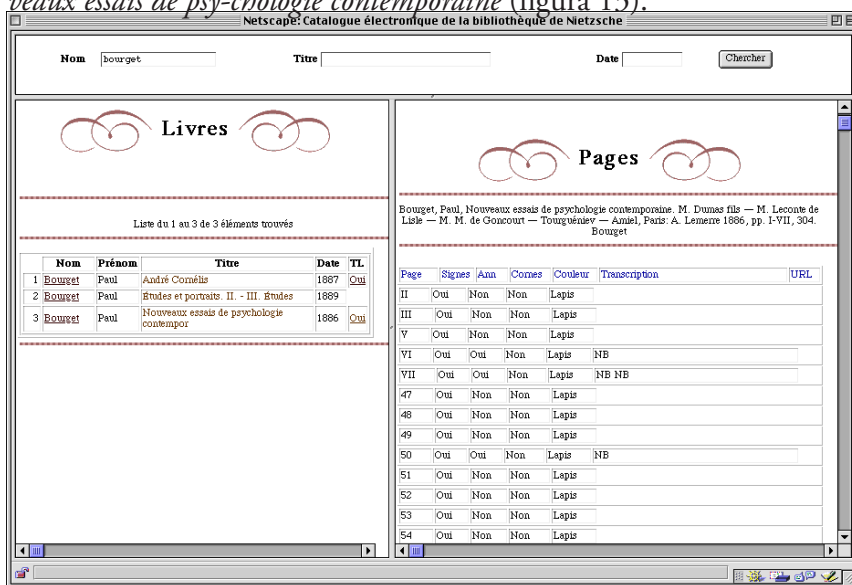 veaux essais de psy-chologie contemporaine (figura 15).
Netscape: Catalogue électronique de la bibliothèque de Nietzsche
Nom bourget Titre Date Chercher
Livres
Liste du 1 au 3 de 3 éléments trouvés
Nom Prénom Titre Date TL
1 Bourget Paul André Cornélis 1887 Oui
2 Bourget Paul Études et portraits. II. - III. Études 1889
3 Bourget Paul Nouveaux essais de psychologie contempor 1886 Oui
Pages
Bourget, Paul, Nouveaux essais de psychologie contemporaine. M. Dumas fils — M. Leconte de
Lisle — M. M. de Goncourt — Tourguéniev — Amiel, Paris: A. Lemerre 1886, pp. I-VII, 304.
Bourget
Page Signes Ann Cornes Couleur Transcription URL
II Oui Non Non Lapis
III Oui Non Non Lapis
V Oui Non Non Lapis
VI Oui Oui Non Lapis NB
VII Oui Oui Non Lapis NB NB
47 Oui Non Non Lapis
48 Oui Non Non Lapis
49 Oui Non Non Lapis
50 Oui Oui Non Lapis NB
51 Oui Non Non Lapis
52 Oui Non Non Lapis
53 Oui Non Non Lapis
54 Oui Non Non Lapis